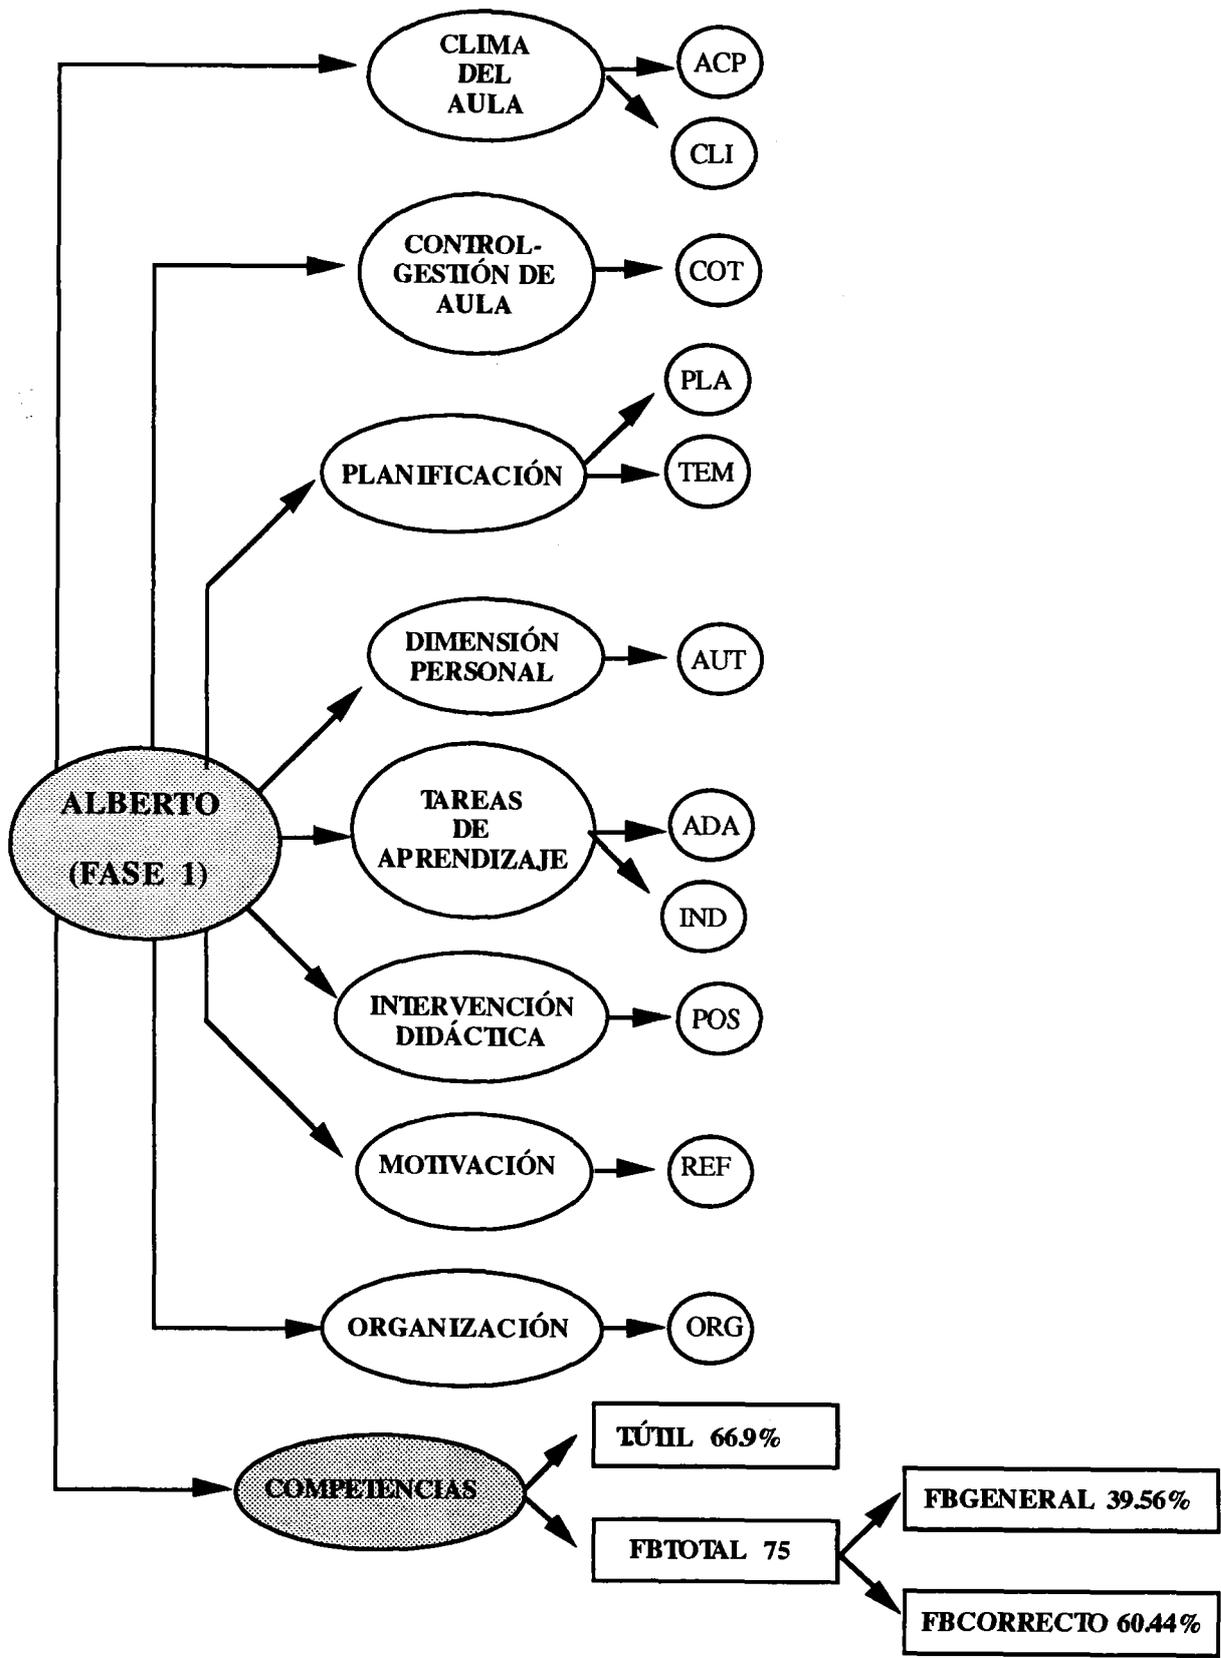 CLIMA
DEL
AULA
ACP
CLI
CONTROL-
GESTIÓN DE
AULA
COT
PLANIFICACIÓN
PLA
TEM
DIMENSIÓN
PERSONAL
AUT
ALBERTO
(FASE 1)
TAREAS
DE
APRENDIZAJE
ADA
IND
INTERVENCIÓN
DIDÁCTICA
POS
MOTIVACIÓN
REF
ORGANIZACIÓN
ORG
COMPETENCIAS
T.ÚTIL 66.9%
FBTOTAL 75
FBGENERAL 39.56%
FBCORRECTO 60.44%